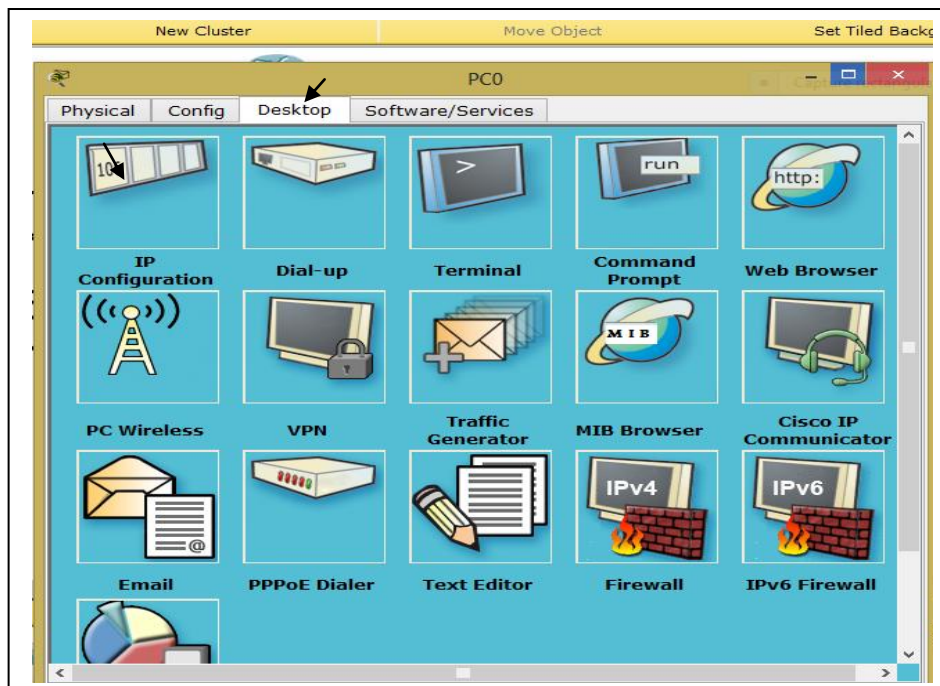 New Cluster Move Object Set Tiled Backg
PC0
Physical Config Desktop Software/Services
run
http:
IP
Configuration
Dial-up
Terminal
Command
Prompt
Web Browser
MIB
PC Wireless
VPN
Traffic
Generator
MIB Browser
Cisco IP
Communicator
IPv4
IPv6
@
Email
PPPoE Dialer
Text Editor
Firewall
IPv6 Firewall